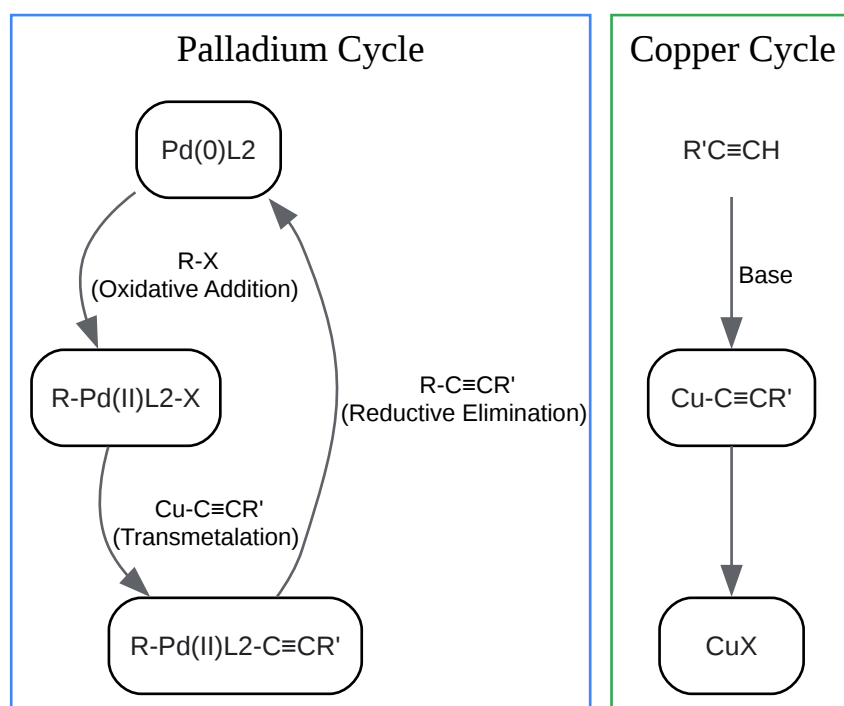 Palladium Cycle
Pd(0)L2
R-X
(Oxidative Addition)
R-Pd(II)L2-X
R-C≡CR'
(Reductive Elimination)
Cu-C≡CR'
(Transmetalation)
R-Pd(II)L2-C≡CR'
Copper Cycle
R'C≡CH
Base
Cu-C≡CR'
CuX